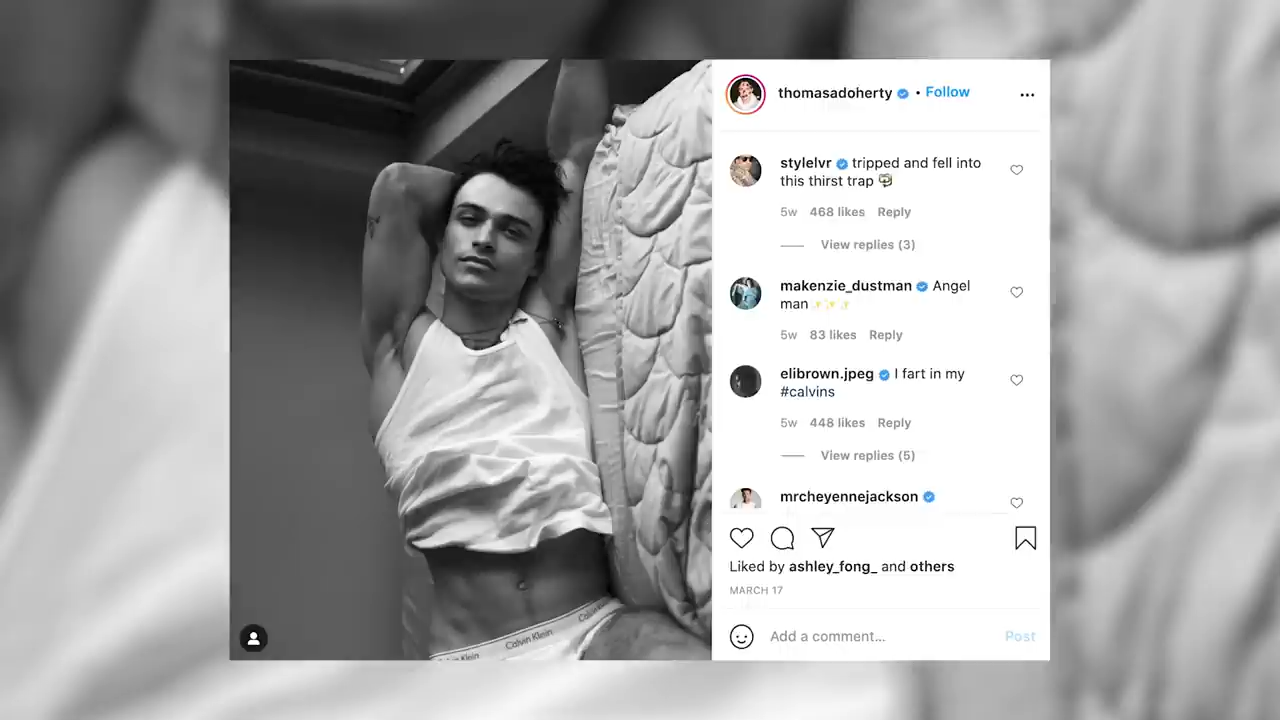 thomasadoherty • Follow
stylelvr tripped and fell into
this thirst trap
5w 468 likes Reply
View replies (3)
makenzie_dustman Angel
man ✨✨✨
5w 83 likes Reply
elibrown.jpeg I fart in my
#calvins
5w 448 likes Reply
View replies (5)
mrcheyennejackson
Liked by ashley_fong_ and others
MARCH 17
Add a comment...
Post
Klein
Calvin Klein
Calvin Klein